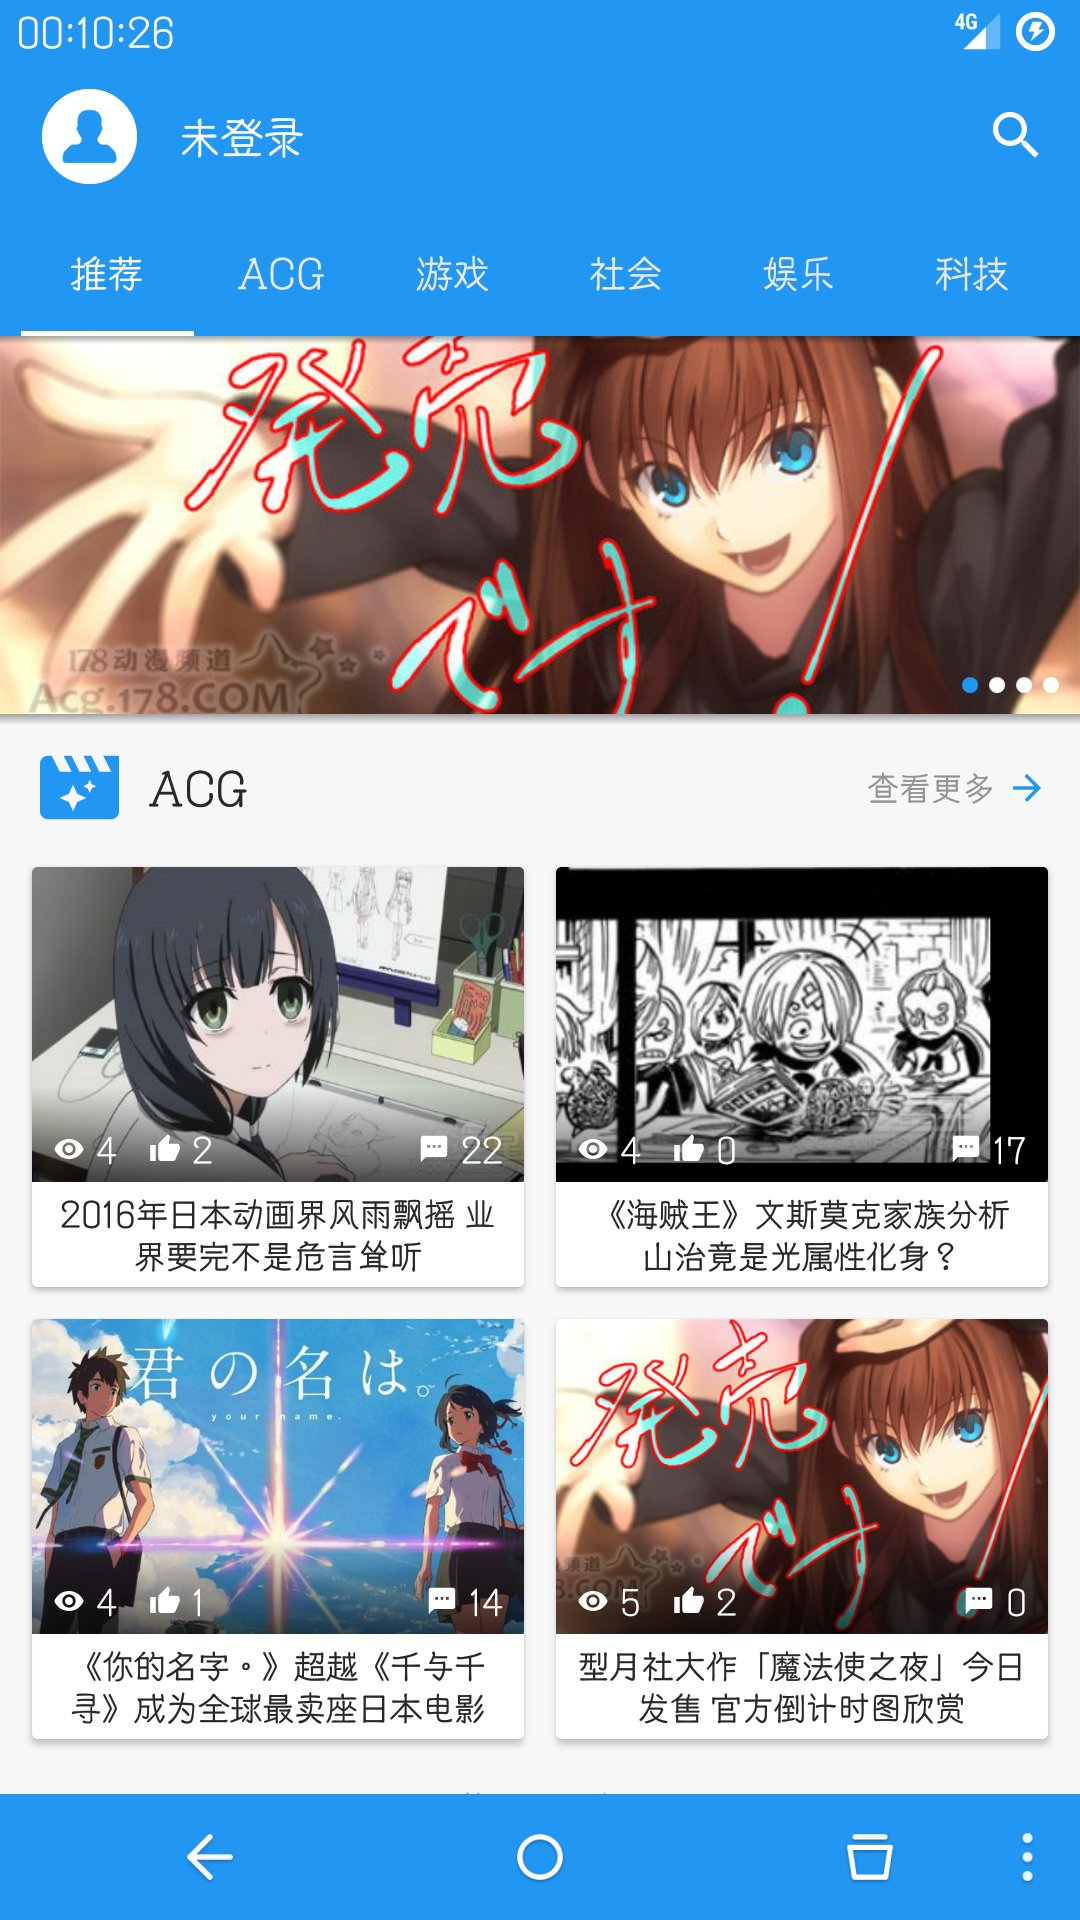 00:10:26
4G
未登录
推荐 ACG 游戏 社会 娱乐 科技
発売
です!
178动漫频道
Acg.178.COM
ACG 查看更多
4 2 22
4 0 17
2016年日本动画界风雨飘摇 业
界要完不是危言耸听
《海贼王》文斯莫克家族分析
山治竟是光属性化身？
君の名は。
your name.
発売
です!
4 1 14
5 2 0
《你的名字。》超越《千与千
寻》成为全球最卖座日本电影
型月社大作「魔法使之夜」今日
发售 官方倒计时图欣赏